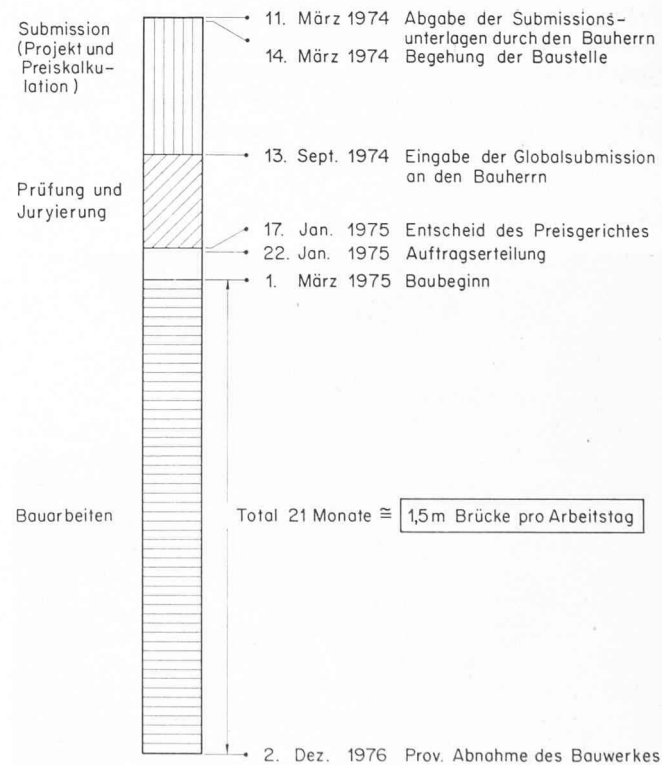 Submission
(Projekt und
Preiskalku-
lation)
11. März 1974 Abgabe der Submissions-
unterlagen durch den Bauherrn
14. März 1974 Begehung der Baustelle
13. Sept. 1974 Eingabe der Globalsubmission
an den Bauherrn
Prüfung und
Juryierung
17. Jan. 1975 Entscheid des Preisgerichtes
22. Jan. 1975 Auftragserteilung
1. März 1975 Baubeginn
Bauarbeiten
Total 21 Monate ≅ 1,5m Brücke pro Arbeitstag
2. Dez. 1976 Prov. Abnahme des Bauwerkes